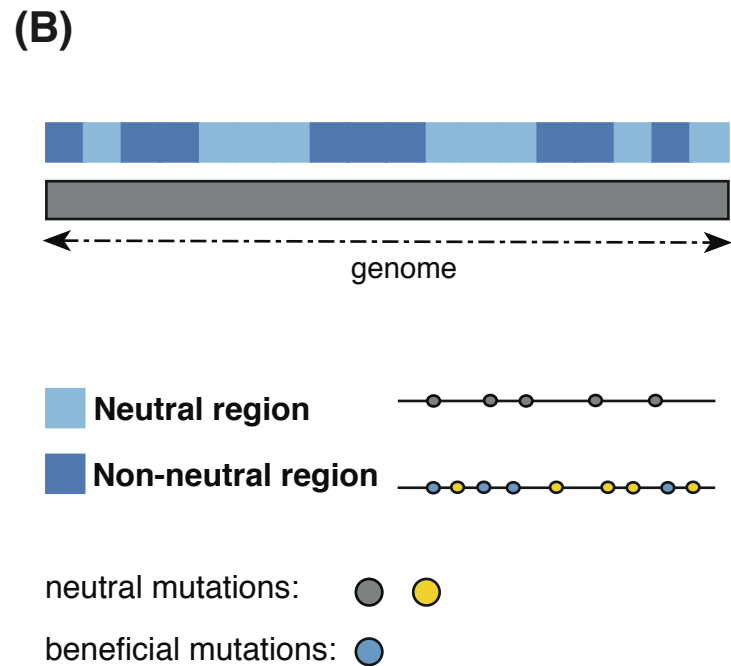 (B)
genome
Neutral region
Non-neutral region
neutral mutations:
beneficial mutations: